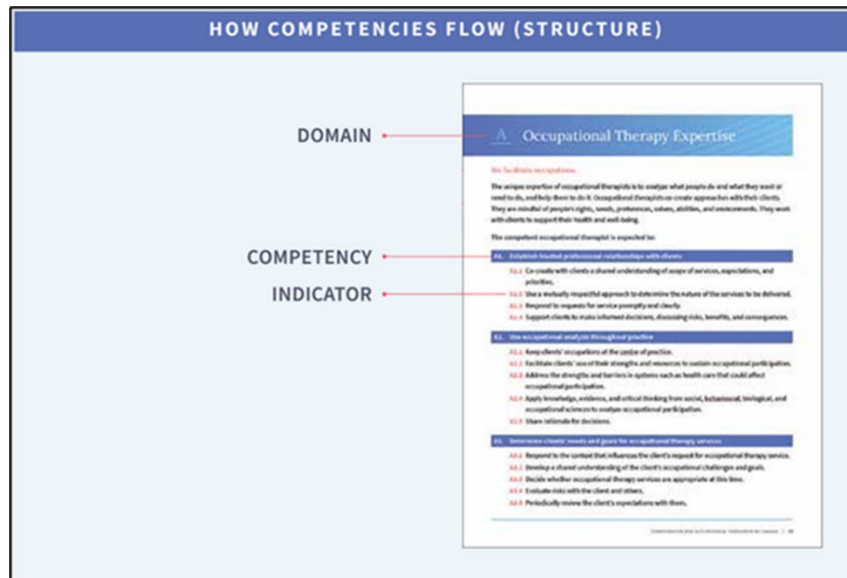 HOW COMPETENCIES FLOW (STRUCTURE)
DOMAIN
A Occupational Therapy Expertise
We facilitate occupations.
The unique expertise of occupational therapists is to analyze what people do and what they want or
need to do, and help them to do it. Occupational therapists co-create approaches with their clients.
They are mindful of people's rights, needs, preferences, values, abilities, and environments. They work
with clients to support their health and well-being.
The competent occupational therapist is expected to:
COMPETENCY
A1. Establish trusted professional relationships with clients
A1.1 Co-create with clients a shared understanding of scope of services, expectations, and
priorities.
INDICATOR
A1.2 Use a mutually respectful approach to determine the nature of the services to be delivered.
A1.3 Respond to requests for service promptly and clearly.
A1.4 Support clients to make informed decisions, discussing risks, benefits, and consequences.
A2. Use occupational analysis throughout practice
A2.1 Keep clients' occupations at the centre of practice.
A2.2 Facilitate clients' use of their strengths and resources to sustain occupational participation.
A2.3 Address the strengths and barriers in systems such as health care that could affect
occupational participation.
A2.4 Apply knowledge, evidence, and critical thinking from social, behavioural, biological, and
occupational sciences to analyze occupational participation.
A2.5 Share rationale for decisions.
A3. Determine clients' needs and goals for occupational therapy services
A3.1 Respond to the context that influences the client's request for occupational therapy service.
A3.2 Develop a shared understanding of the client's occupational challenges and goals.
A3.3 Decide whether occupational therapy services are appropriate at this time.
A3.4 Evaluate risks with the client and others.
A3.5 Periodically review the client's expectations with them.